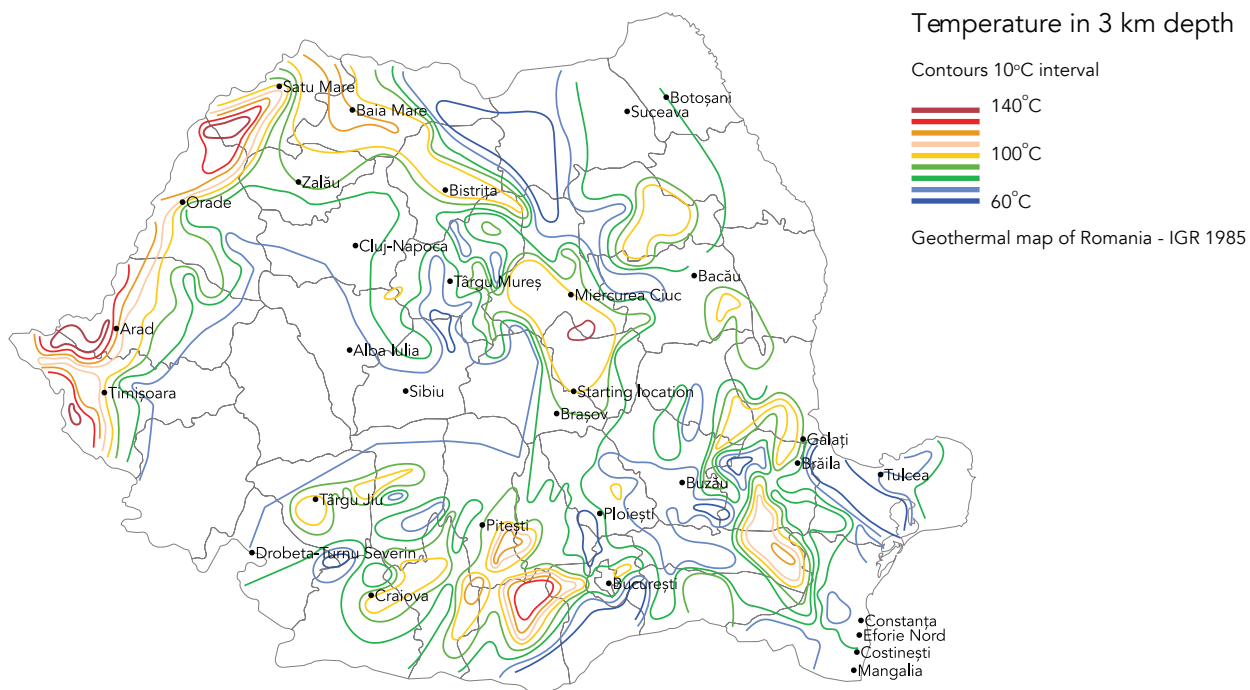 Temperature in 3 km depth
Contours 10°C interval
140°C
100°C
60°C
Geothermal map of Romania - IGR 1985
Satu Mare
Baia Mare
Botoșani
Suceava
Zalău
Bistrița
Orade
Cluj-Napoca
Târgu Mureș
Bacău
Miercurea Ciuc
Arad
Alba Iulia
Timișoara
Sibiu
Starting location
Brașov
Galați
Brăila
Tulcea
Buzău
Târgu Jiu
Ploiești
Pitești
Drobeta-Turnu Severin
București
Craiova
Constanța
Eforie Nord
Costinești
Mangalia